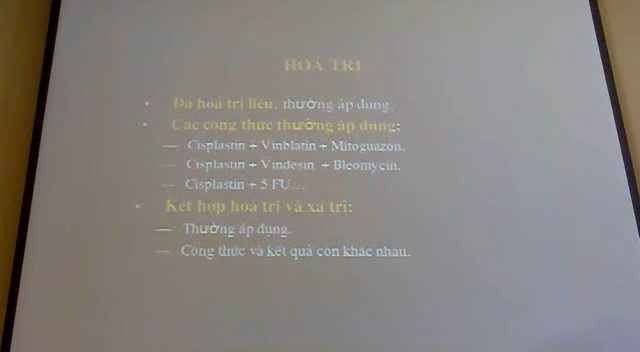 HOÁ TRỊ
• Đa hoá trị liệu: thường áp dụng.
• Các công thức thường áp dụng:
— Cisplastin + Vinblatin + Mitoguazon.
— Cisplastin + Vindesin + Bleomycin.
— Cisplastin + 5 FU…
• Kết hợp hoá trị và xạ trị:
— Thường áp dụng.
— Công thức và kết quả còn khác nhau.